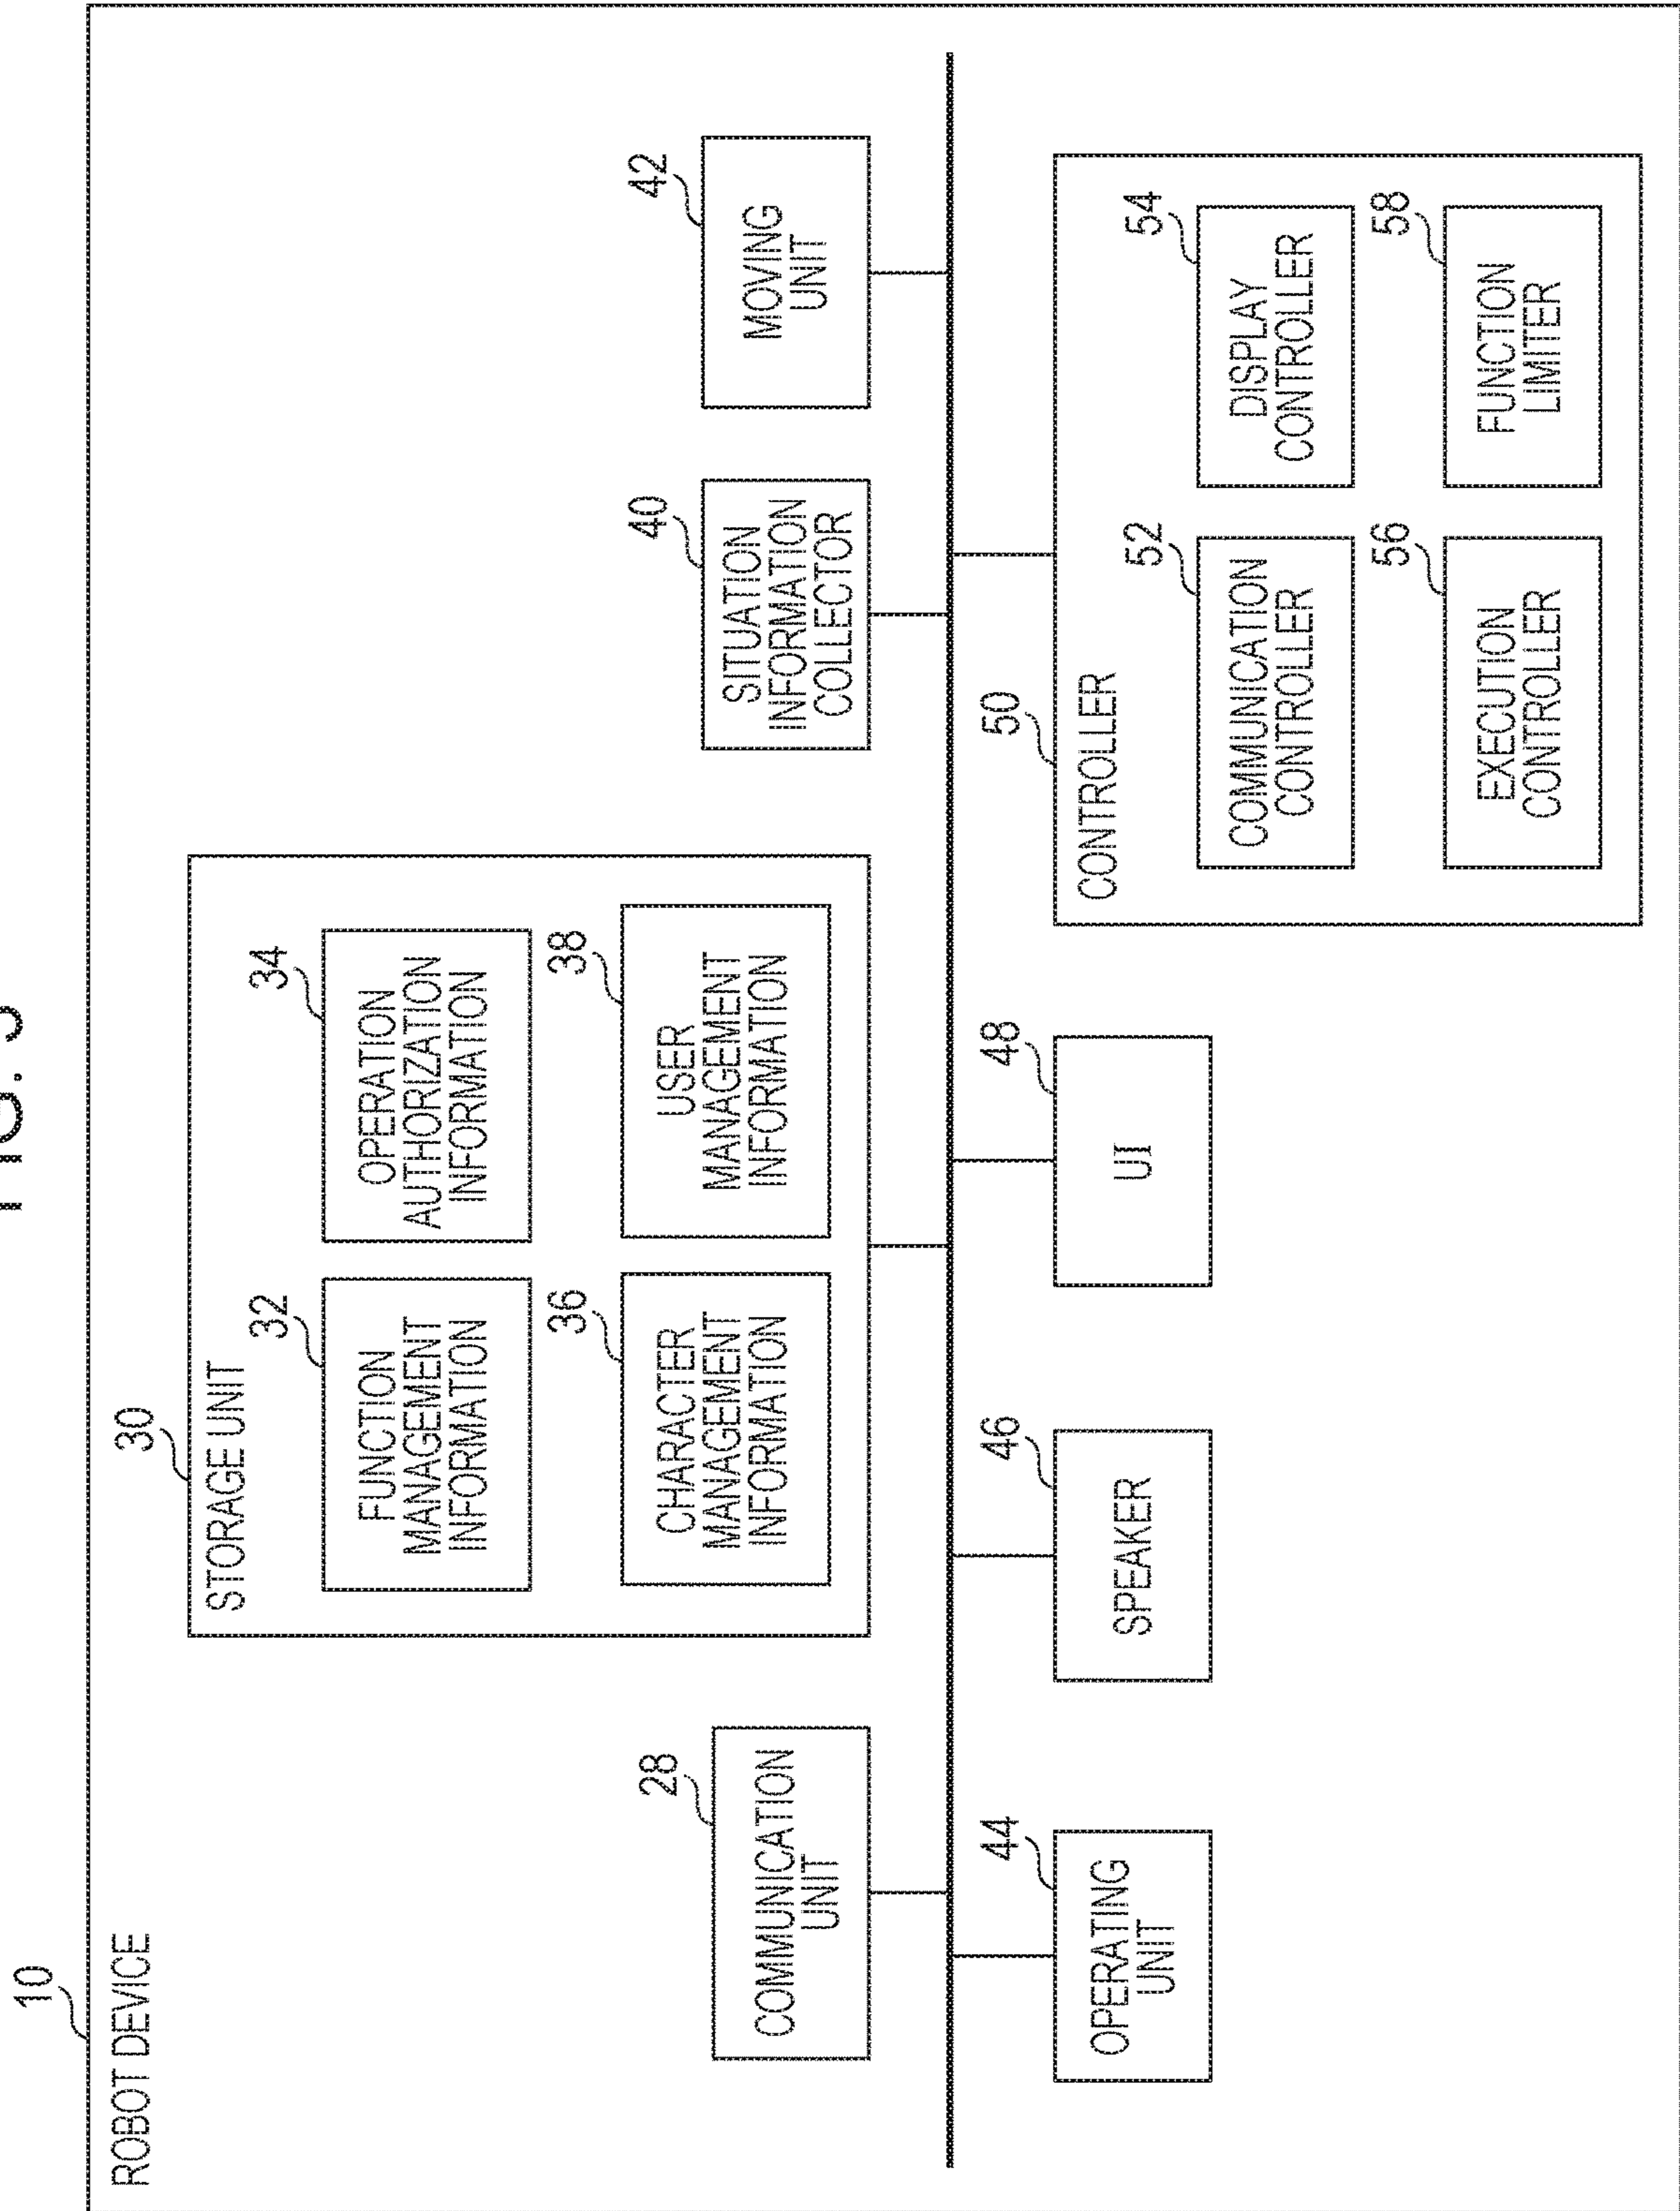 FIG.
10
ROBOT DEVICE
30
STORAGE UNIT
32
FUNCTION
MANAGEMENT
INFORMATION
34
OPERATION
AUTHORIZATION
INFORMATION
36
CHARACTER
MANAGEMENT
INFORMATION
38
USER
MANAGEMENT
INFORMATION
28
COMMUNICATION
UNIT
40
SITUATION
INFORMATION
COLLECTOR
42
MOVING
UNIT
44
OPERATING
UNIT
46
SPEAKER
48
UI
50
CONTROLLER
52
COMMUNICATION
CONTROLLER
54
DISPLAY
CONTROLLER
56
EXECUTION
CONTROLLER
58
FUNCTION
LIMITER